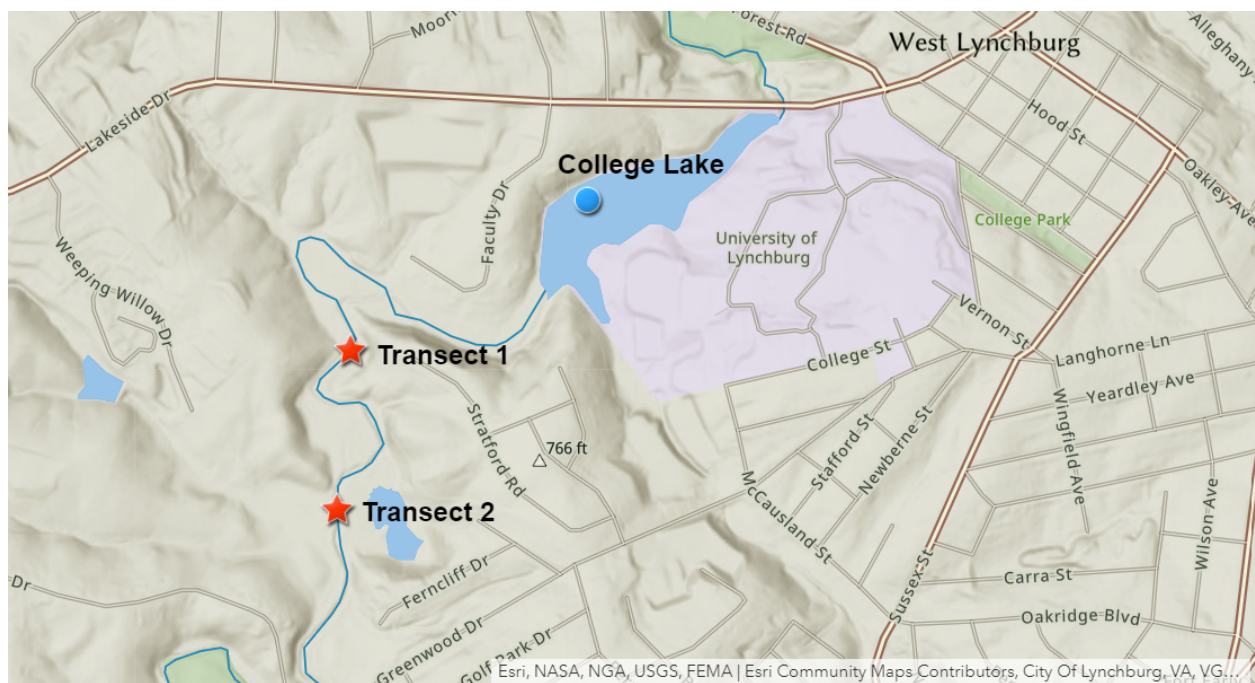 Moor
Forest Rd
West Lynchburg
Alleghany
Lakeside Dr
Hood St
College Lake
Oakley Ave
Faculty Dr
College Park
University of
Lynchburg
Weeping Willow Dr
Vernon St
Transect 1
College St
Langhorne Ln
Yeardley Ave
Stratford Rd
766 ft
Stafford St
Newberne St
Wingfield Ave
McCausland St
Transect 2
Wilson Ave
Dr
Ferncliff Dr
Sussex St
Carra St
Oakridge Blvd
Greenwood Dr
Golf Park Dr
Esri, NASA, NGA, USGS, FEMA | Esri Community Maps Contributors, City Of Lynchburg, VA, VG...